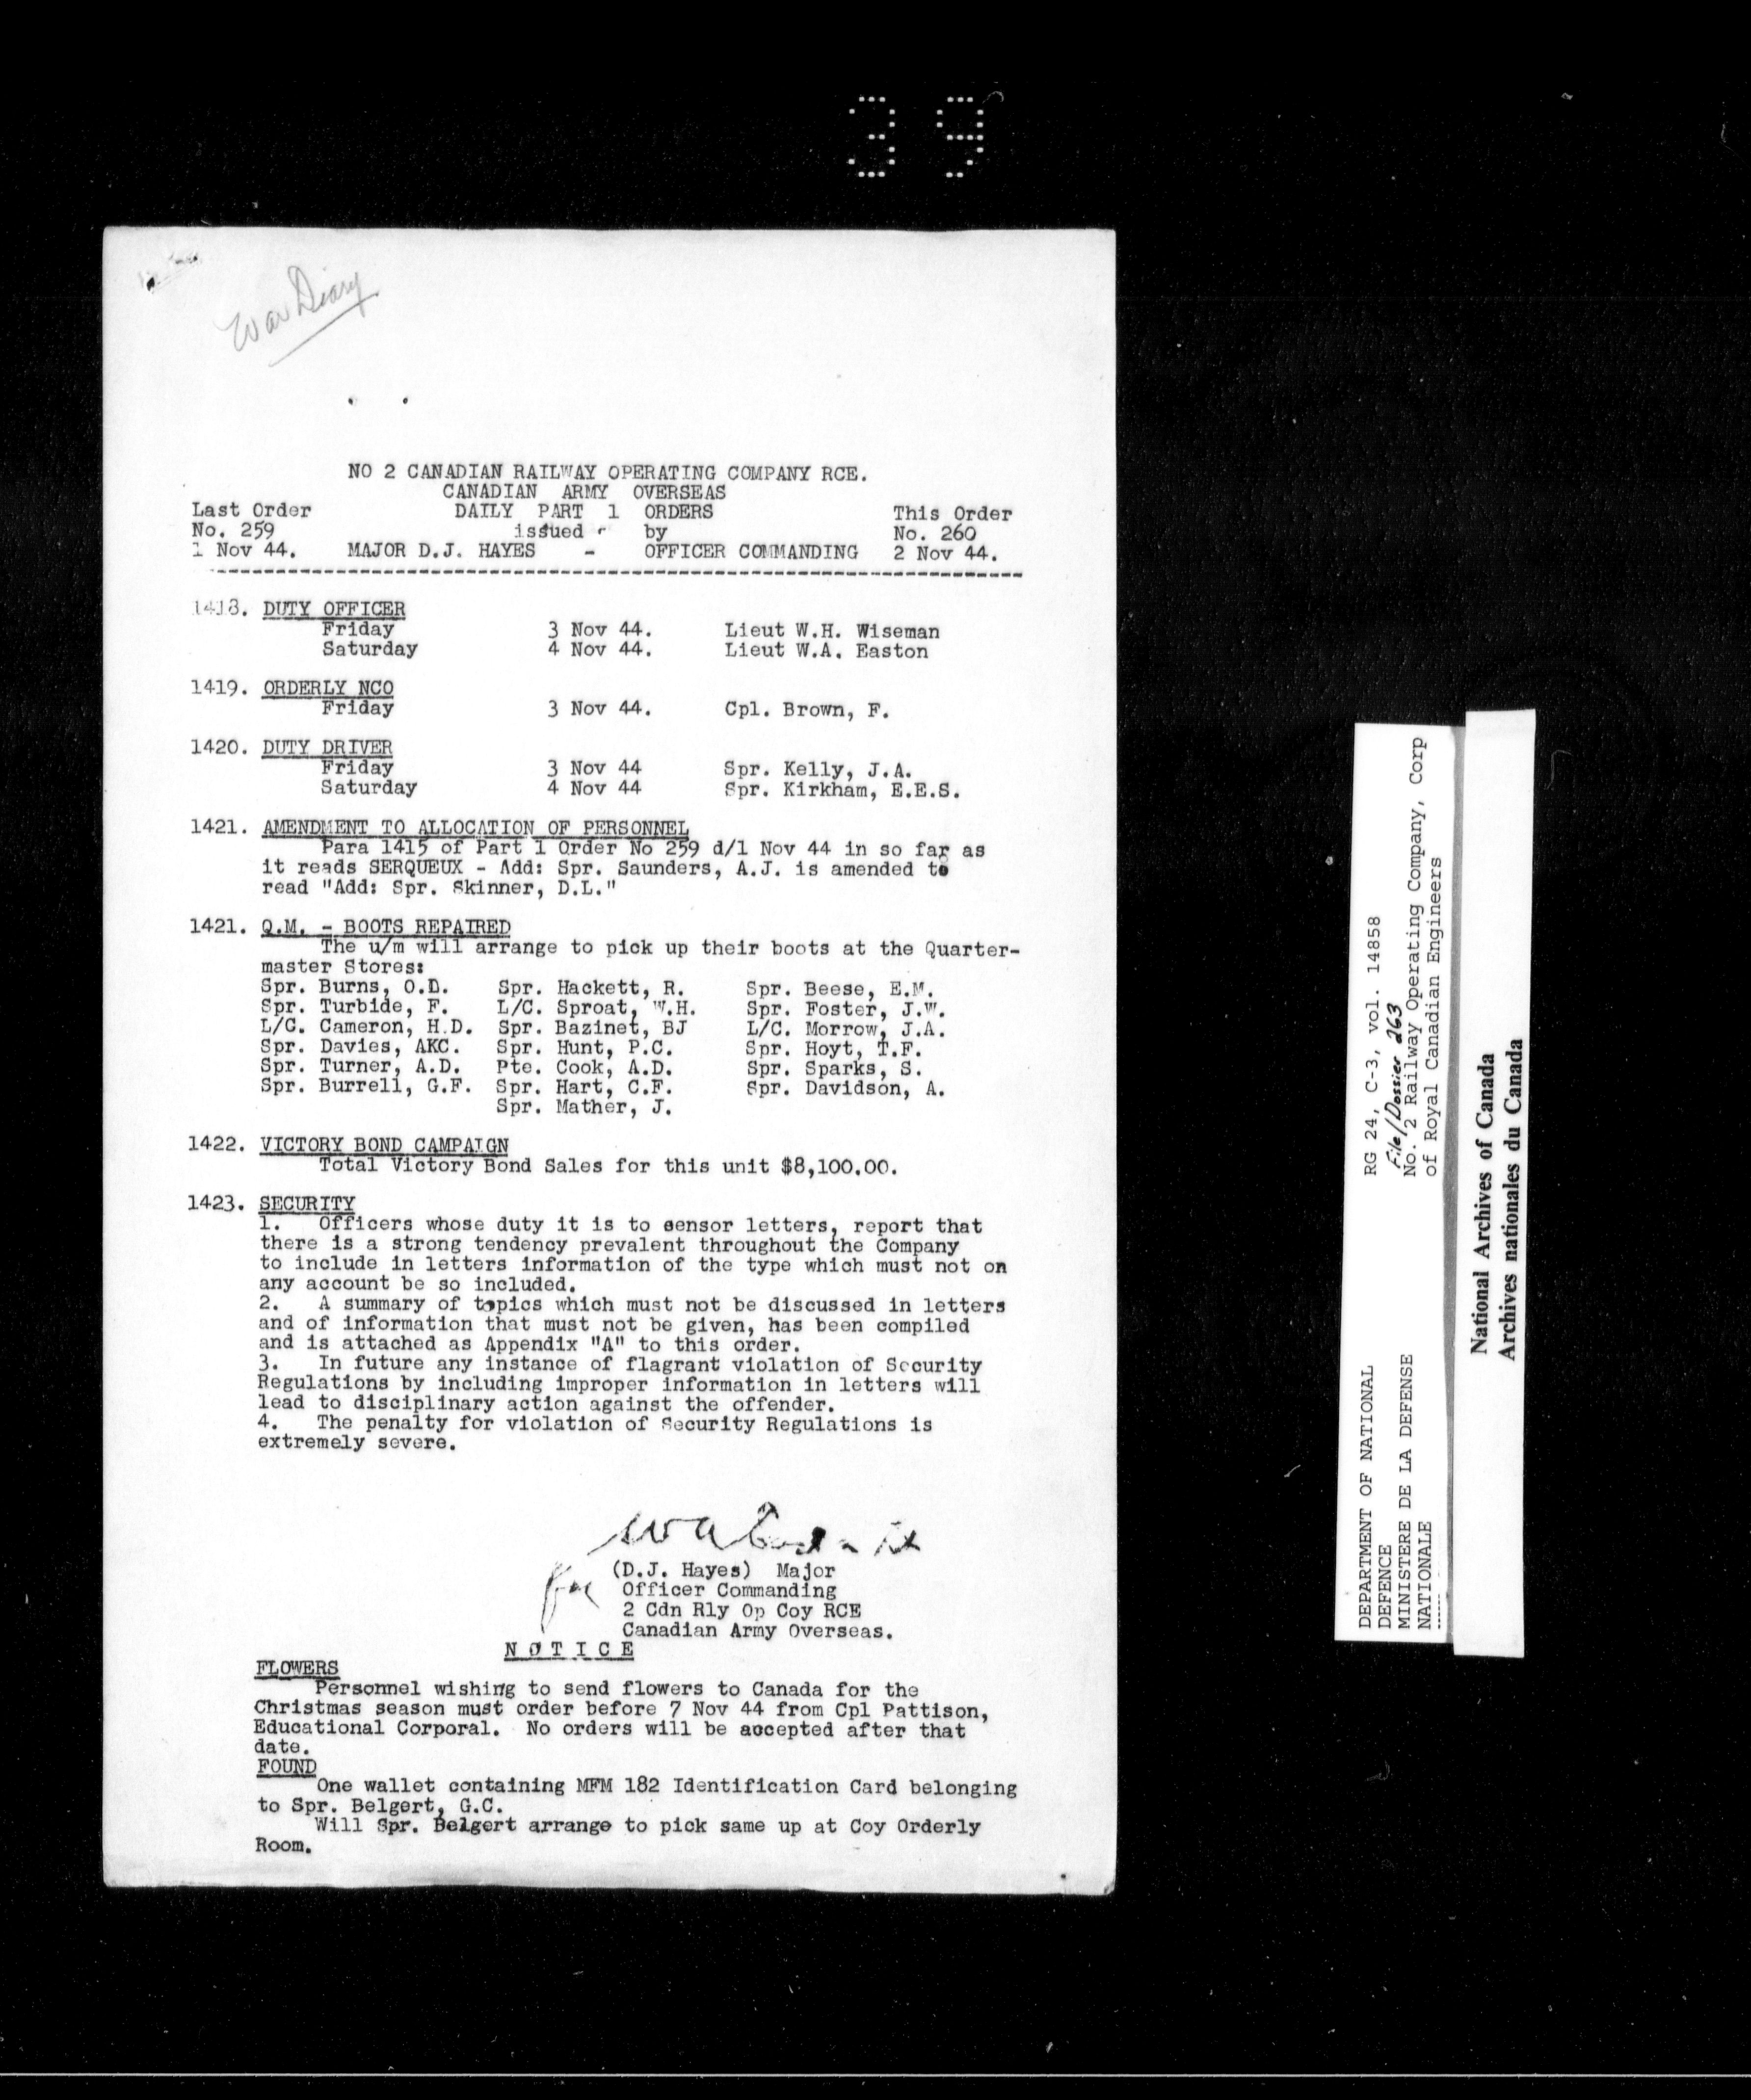 39
War Diary
NO 2 CANADIAN RAILWAY OPERATING COMPANY RCE.
CANADIAN ARMY OVERSEAS
Last Order DAILY PART 1 ORDERS This Order
No. 259 issued by No. 260
1 Nov 44. MAJOR D.J. HAYES - OFFICER COMMANDING 2 Nov 44.
1418. DUTY OFFICER
Friday 3 Nov 44. Lieut W.H. Wiseman
Saturday 4 Nov 44. Lieut W.A. Easton
1419. ORDERLY NCO
Friday 3 Nov 44. Cpl. Brown, F.
1420. DUTY DRIVER
Friday 3 Nov 44 Spr. Kelly, J.A.
Saturday 4 Nov 44 Spr. Kirkham, E.E.S.
1421. AMENDMENT TO ALLOCATION OF PERSONNEL
Para 1415 of Part 1 Order No 259 d/1 Nov 44 in so far as
it reads SERQUEUX - Add: Spr. Saunders, A.J. is amended to
read "Add: Spr. Skinner, D.L."
1421. Q.M. - BOOTS REPAIRED
The u/m will arrange to pick up their boots at the Quarter-
master Stores:
Spr. Burns, O.D. Spr. Hackett, R. Spr. Beese, E.M.
Spr. Turbide, F. L/C. Sproat, W.H. Spr. Foster, J.W.
L/C. Cameron, H.D. Spr. Bazinet, BJ L/C. Morrow, J.A.
Spr. Davies, AKC. Spr. Hunt, P.C. Spr. Hoyt, T.F.
Spr. Turner, A.D. Pte. Cook, A.D. Spr. Sparks, S.
Spr. Burrell, G.F. Spr. Hart, C.F. Spr. Davidson, A.
Spr. Mather, J.
1422. VICTORY BOND CAMPAIGN
Total Victory Bond Sales for this unit $8,100.00.
1423. SECURITY
1. Officers whose duty it is to sensor letters, report that
there is a strong tendency prevalent throughout the Company
to include in letters information of the type which must not on
any account be so included.
2. A summary of topics which must not be discussed in letters
and of information that must not be given, has been compiled
and is attached as Appendix "A" to this order.
3. In future any instance of flagrant violation of Security
Regulations by including improper information in letters will
lead to disciplinary action against the offender.
4. The penalty for violation of Security Regulations is
extremely severe.
for (D.J. Hayes) Major
Officer Commanding
2 Cdn Rly Op Coy RCE
Canadian Army Overseas.
NOTICE
FLOWERS
Personnel wishing to send flowers to Canada for the
Christmas season must order before 7 Nov 44 from Cpl Pattison,
Educational Corporal. No orders will be accepted after that
date.
FOUND
One wallet containing MFM 182 Identification Card belonging
to Spr. Belgert, G.C.
Will Spr. Belgert arrange to pick same up at Coy Orderly
Room.
DEPARTMENT OF NATIONAL RG 24, C-3, vol. 14858
DEFENCE File/Dossier 263
MINISTERE DE LA DEFENSE No. 2 Railway Operating Company, Corp
NATIONALE of Royal Canadian Engineers
National Archives of Canada
Archives nationales du Canada